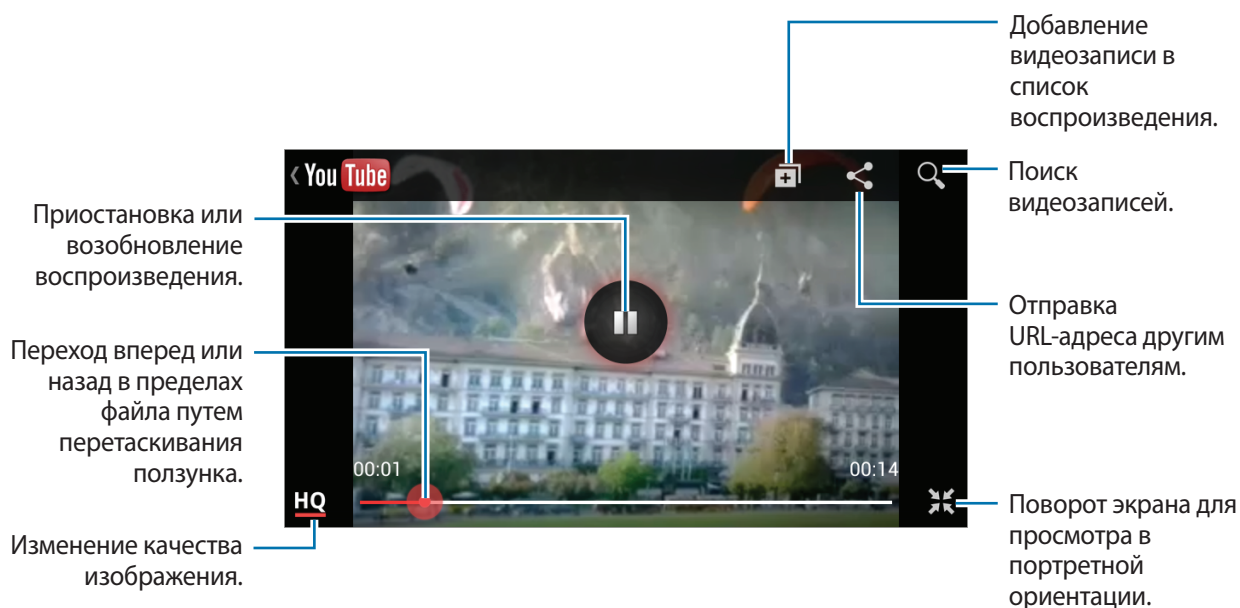 Добавление
видеозаписи в
список
воспроизведения.
‹ You Tube
Поиск
видеозаписей.
Приостановка или
возобновление
воспроизведения.
Отправка
URL-адреса другим
пользователям.
Переход вперед или
назад в пределах
файла путем
перетаскивания
ползунка.
00:01
00:14
HQ
Поворот экрана для
просмотра в
портретной
ориентации.
Изменение качества
изображения.